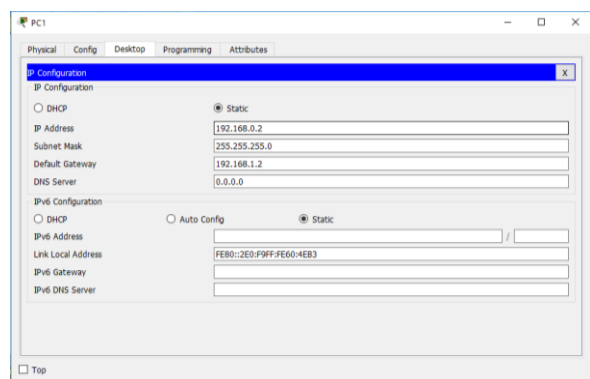 PC1
Physical Config Desktop Programming Attributes
IP Configuration X
IP Configuration
DHCP Static
IP Address 192.168.0.2
Subnet Mask 255.255.255.0
Default Gateway 192.168.1.2
DNS Server 0.0.0.0
IPv6 Configuration
DHCP Auto Config Static
IPv6 Address /
Link Local Address FE80::2E0:F9FF:FE60:4EB3
IPv6 Gateway
IPv6 DNS Server
Top